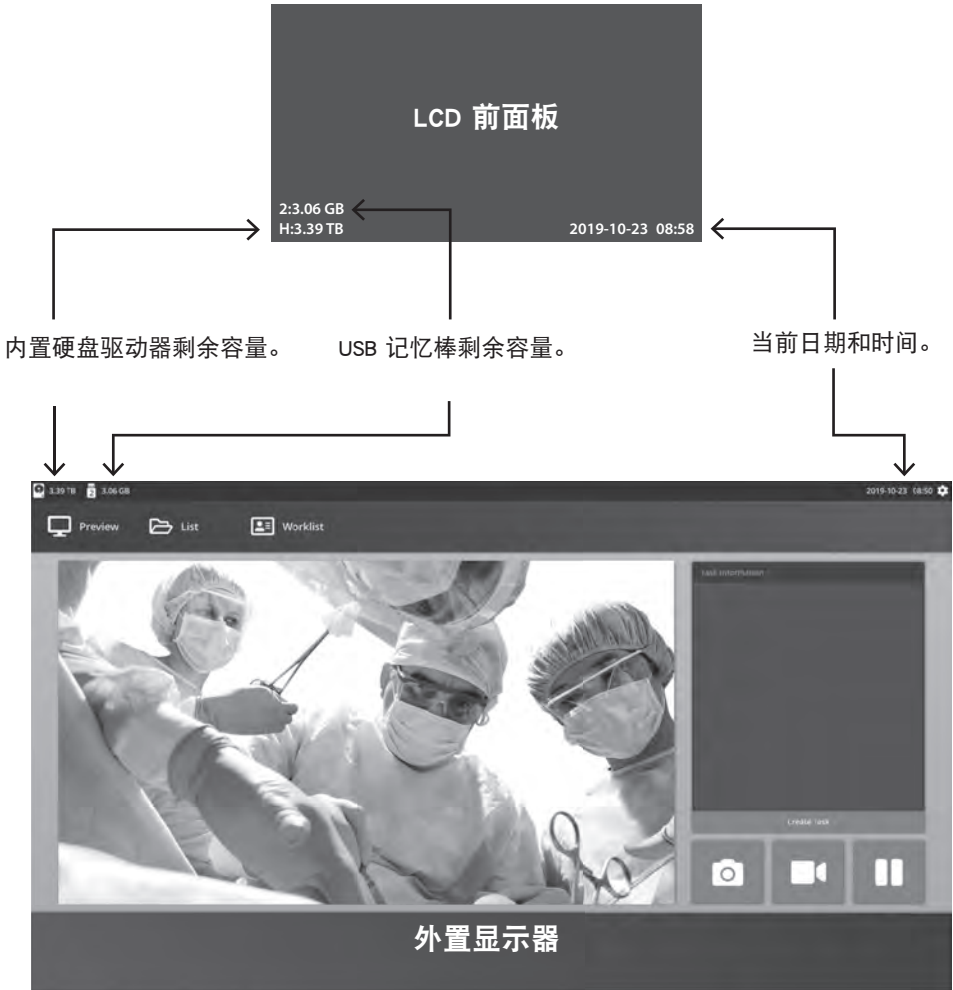 LCD 前面板
2:3.06 GB
H:3.39 TB
2019-10-23 08:58
内置硬盘驱动器剩余容量。
USB 记忆棒剩余容量。
当前日期和时间。
3.39 TB
2
3.06 GB
2019-10-23 08:50
Preview
List
Worklist
Task Information
Create Task
外置显示器